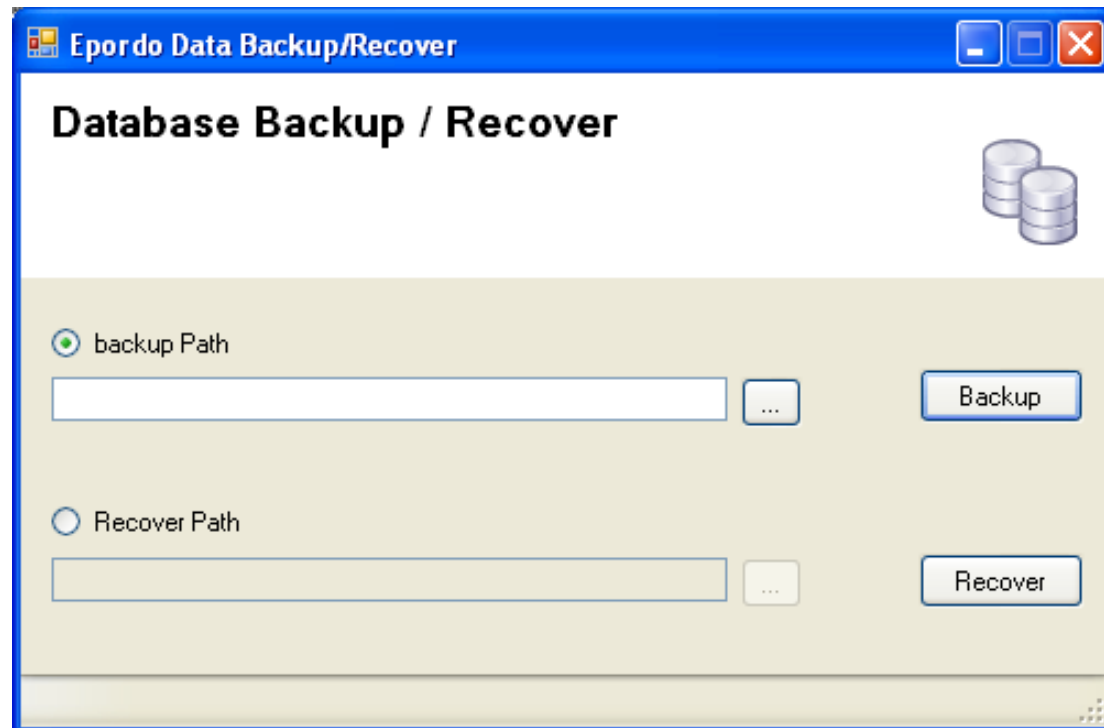 Epordo Data Backup/Recover
Database Backup / Recover
backup Path
...
Backup
Recover Path
...
Recover